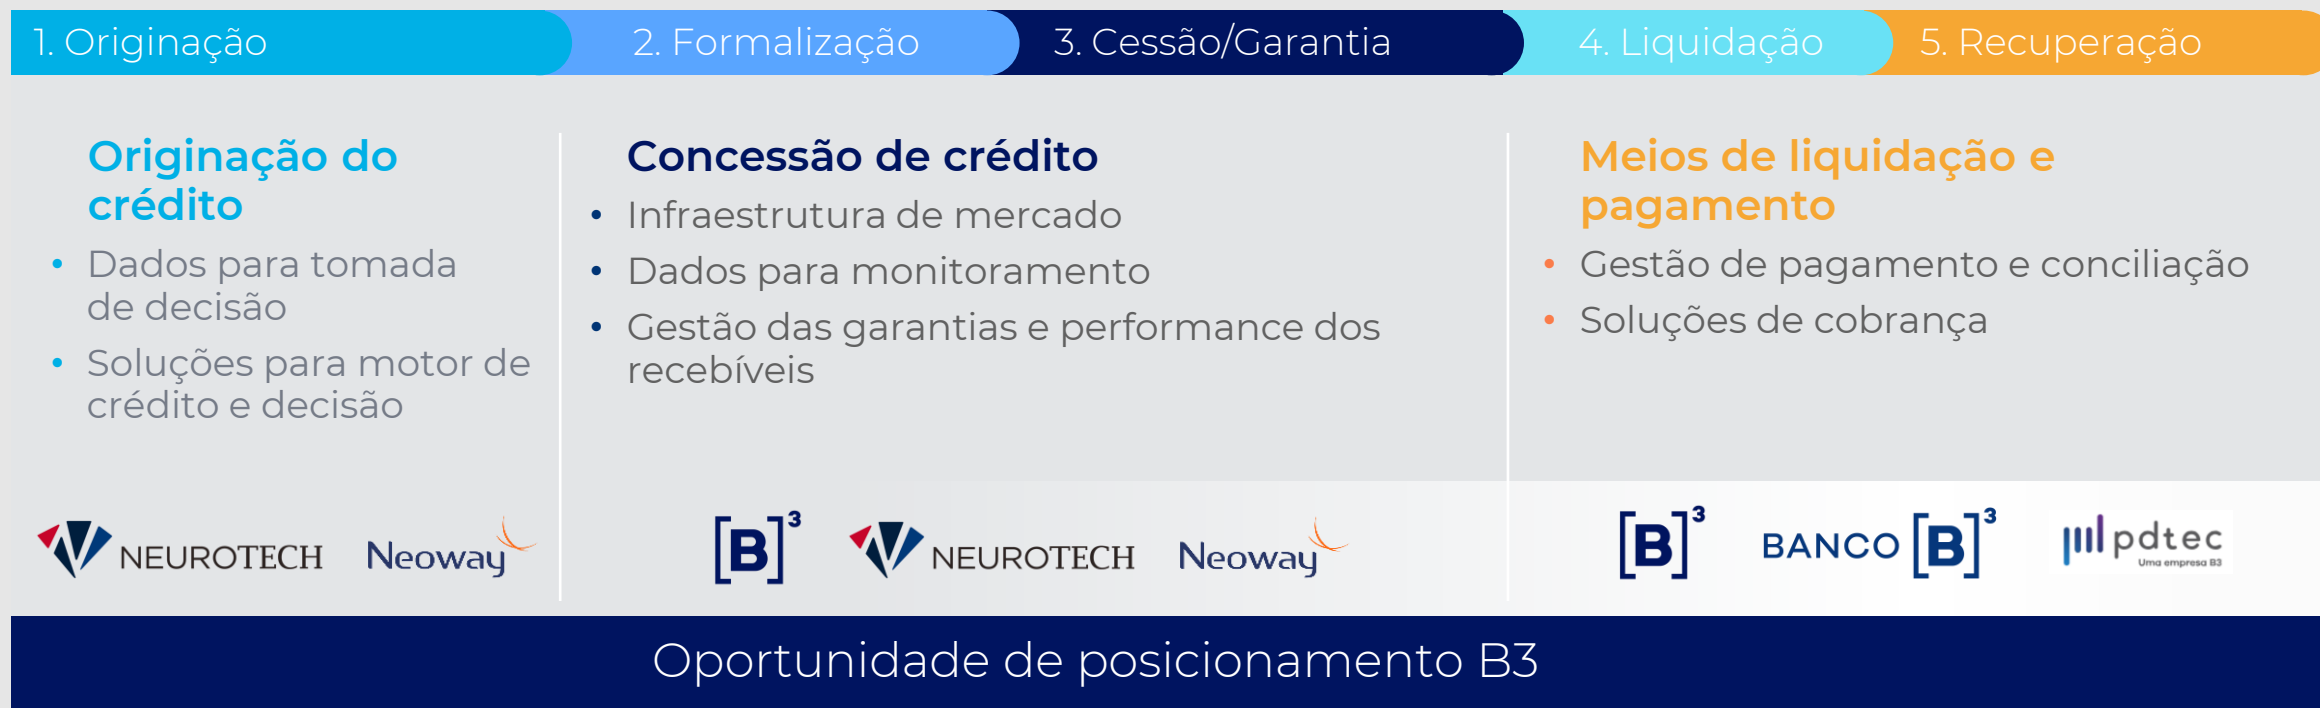 1. Originação
2. Formalização
3. Cessão/Garantia
4. Liquidação
5. Recuperação
Originação do
crédito
• Dados para tomada
de decisão
• Soluções para motor de
crédito e decisão
NEUROTECH
Neoway
Concessão de crédito
• Infraestrutura de mercado
• Dados para monitoramento
• Gestão das garantias e performance dos
recebíveis
[B]³
NEUROTECH
Neoway
Meios de liquidação e
pagamento
• Gestão de pagamento e conciliação
• Soluções de cobrança
[B]³
BANCO [B]³
pdtec
Uma empresa B3
Oportunidade de posicionamento B3